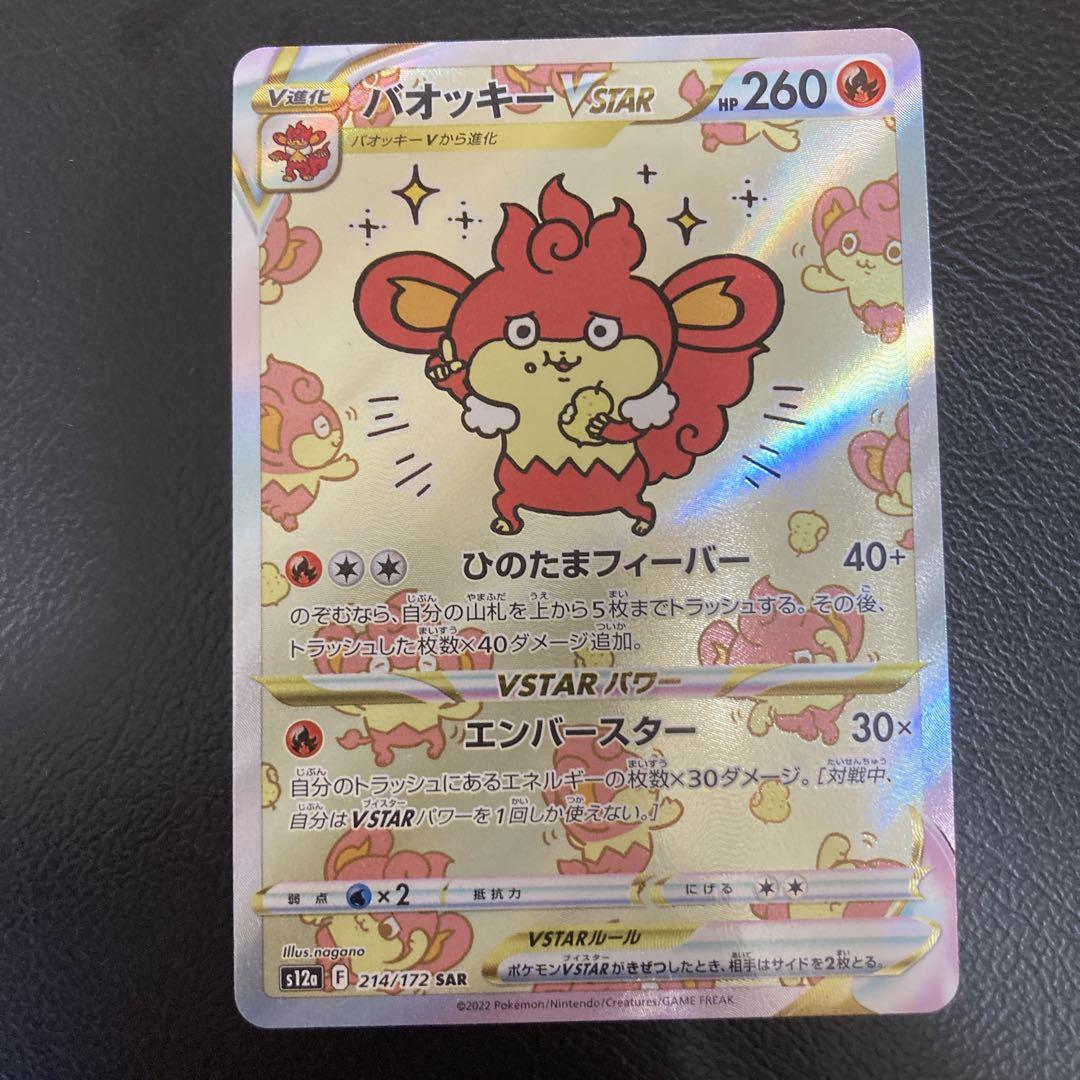 V進化
バオッキーVSTAR
HP 260
バオッキーVから進化
ひのたまフィーバー 40+
のぞむなら、自分の山札を上から5枚までトラッシュする。その後、
トラッシュした枚数×40ダメージ追加。
VSTARパワー
エンバースター 30×
自分のトラッシュにあるエネルギーの枚数×30ダメージ。[対戦中、
自分はVSTARパワーを1回しか使えない。]
弱点 ×2 抵抗力 にげる
VSTARルール
ポケモンVSTARがきぜつしたとき、相手はサイドを2枚とる。
Illus.nagano
s12a F 214/172 SAR
©2022 Pokémon/Nintendo/Creatures/GAME FREAK